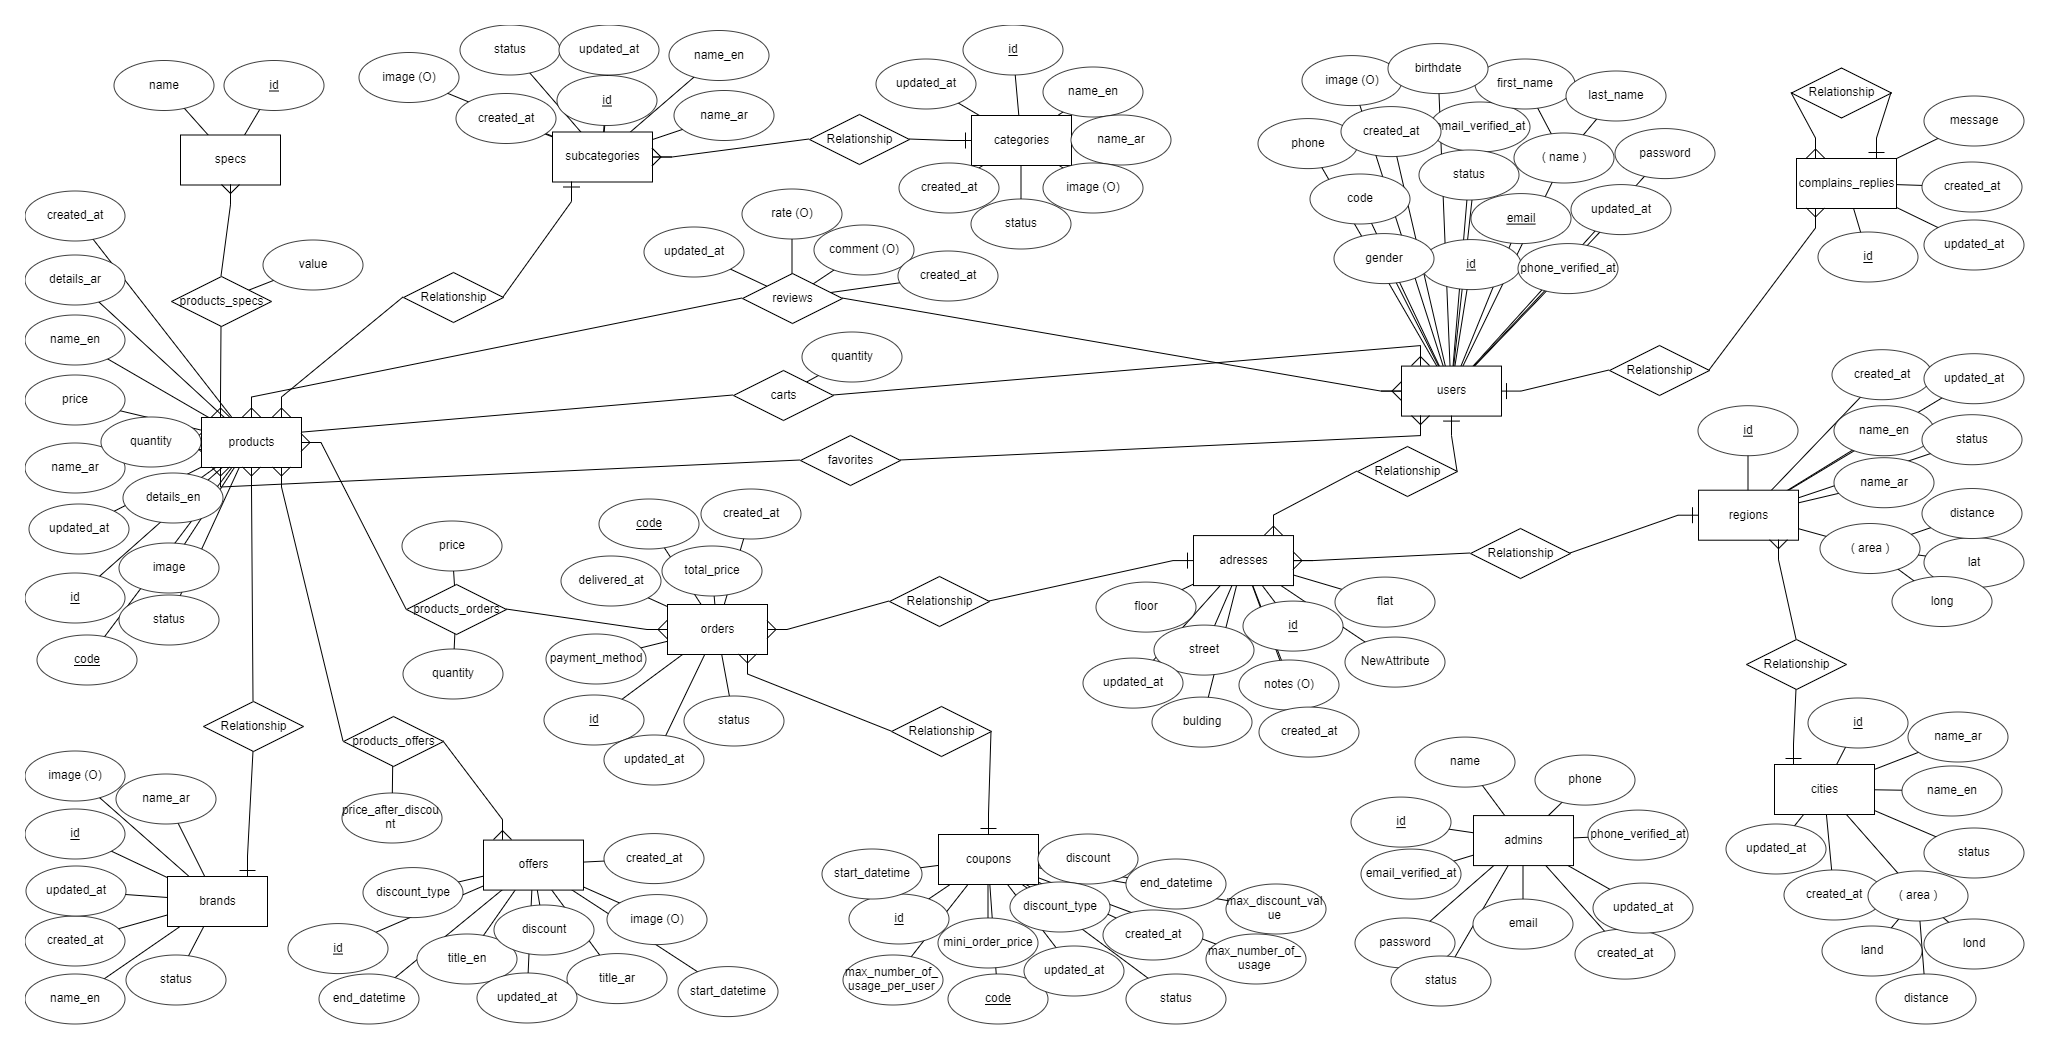 name
id
specs
created_at
details_ar
name_en
price
quantity
name_ar
details_en
updated_at
image
id
status
code
products
value
products_specs
image (O)
status
updated_at
name_en
created_at
id
name_ar
subcategories
Relationship
Relationship
id
updated_at
name_en
categories
name_ar
created_at
image (O)
status
rate (O)
updated_at
comment (O)
created_at
reviews
quantity
carts
favorites
image (O)
birthdate
first_name
last_name
created_at
mail_verified_at
phone
( name )
password
status
code
email
updated_at
gender
id
phone_verified_at
users
Relationship
message
complains_replies
created_at
updated_at
id
Relationship
Relationship
created_at
updated_at
id
name_en
status
name_ar
regions
distance
( area )
lat
long
Relationship
adresses
floor
flat
id
street
NewAttribute
updated_at
notes (O)
bulding
created_at
Relationship
code
created_at
delivered_at
total_price
orders
payment_method
id
status
updated_at
price
products_orders
quantity
Relationship
Relationship
products_offers
price_after_discou
nt
image (O)
name_ar
id
updated_at
brands
created_at
status
name_en
offers
created_at
discount_type
image (O)
discount
id
title_en
title_ar
end_datetime
updated_at
start_datetime
coupons
discount
start_datetime
end_datetime
id
discount_type
max_discount_val
ue
mini_order_price
created_at
max_number_of_
usage_per_user
updated_at
max_number_of_
usage
code
status
name
phone
id
phone_verified_at
admins
email_verified_at
updated_at
email
password
created_at
status
Relationship
id
name_ar
cities
name_en
updated_at
status
created_at
( area )
land
lond
distance